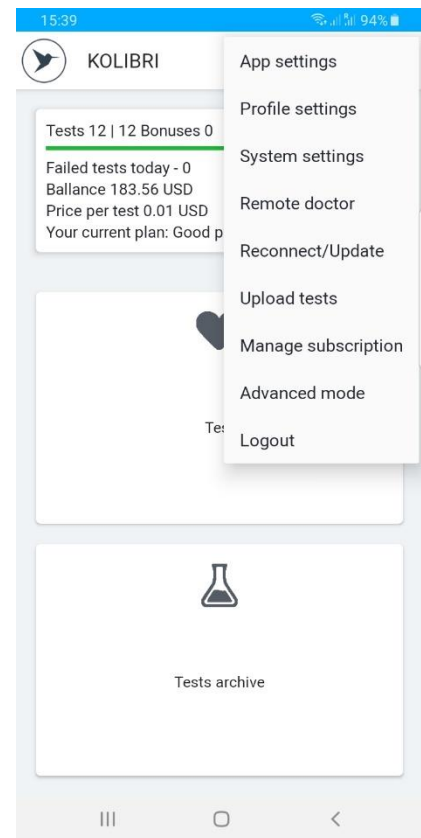 15:39
94%
KOLIBRI
App settings
Profile settings
System settings
Remote doctor
Reconnect/Update
Upload tests
Manage subscription
Advanced mode
Logout
Tests 12 | 12 Bonuses 0
Failed tests today - 0
Ballance 183.56 USD
Price per test 0.01 USD
Your current plan: Good p
Tests archive